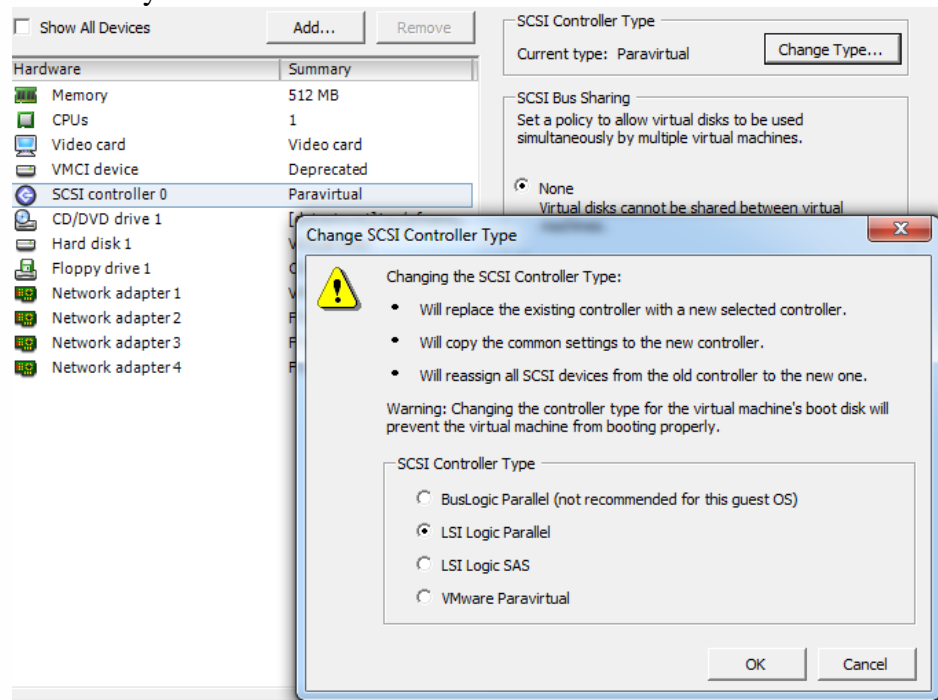 Show All Devices
Add...
Remove
Hardware
Summary
Memory
512 MB
CPUs
1
Video card
Video card
VMCI device
Deprecated
SCSI controller 0
Paravirtual
CD/DVD drive 1
Hard disk 1
Floppy drive 1
Network adapter 1
Network adapter 2
Network adapter 3
Network adapter 4
SCSI Controller Type
Current type: Paravirtual
Change Type...
SCSI Bus Sharing
Set a policy to allow virtual disks to be used
simultaneously by multiple virtual machines.
None
Virtual disks cannot be shared between virtual
Change SCSI Controller Type
Changing the SCSI Controller Type:
• Will replace the existing controller with a new selected controller.
• Will copy the common settings to the new controller.
• Will reassign all SCSI devices from the old controller to the new one.
Warning: Changing the controller type for the virtual machine's boot disk will
prevent the virtual machine from booting properly.
SCSI Controller Type
BusLogic Parallel (not recommended for this guest OS)
LSI Logic Parallel
LSI Logic SAS
VMware Paravirtual
OK
Cancel